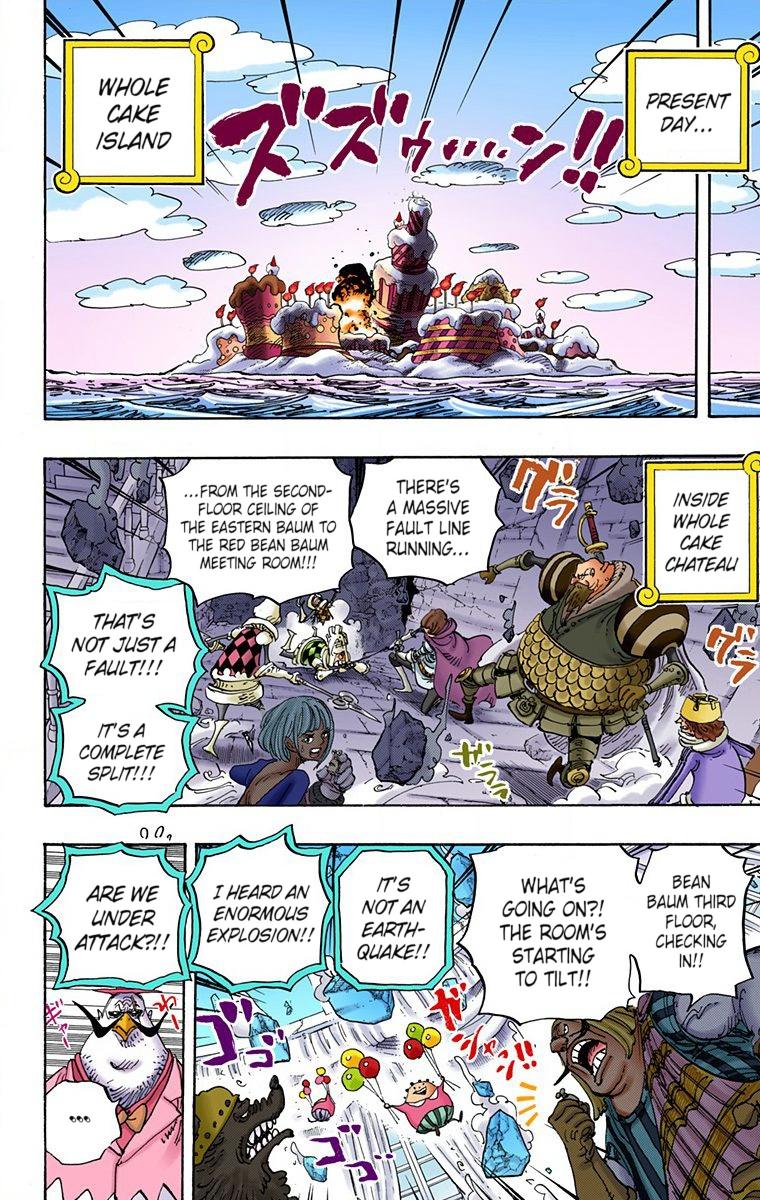 PRESENT
DAY...
WHOLE
CAKE
ISLAND
ズズゥ・・・・ン!!
INSIDE
WHOLE
CAKE
CHATEAU
グラ
THERE'S
A MASSIVE
FAULT LINE
RUNNING...
...FROM THE SECOND-
FLOOR CEILING OF
THE EASTERN BAUM TO
THE RED BEAN BAUM
MEETING ROOM!!!
グラ
THAT'S
NOT JUST A
FAULT!!!
IT'S A
COMPLETE
SPLIT!!!
BEAN
BAUM THIRD
FLOOR,
CHECKING
IN!!
WHAT'S
GOING ON?!
THE ROOM'S
STARTING
TO TILT!!
IT'S
NOT AN
EARTH-
QUAKE!!
I HEARD AN
ENORMOUS
EXPLOSION!!
ガシャン!!
ゴゴ
ゴゴ
ARE WE
UNDER
ATTACK?!!
わー
ギャー
...